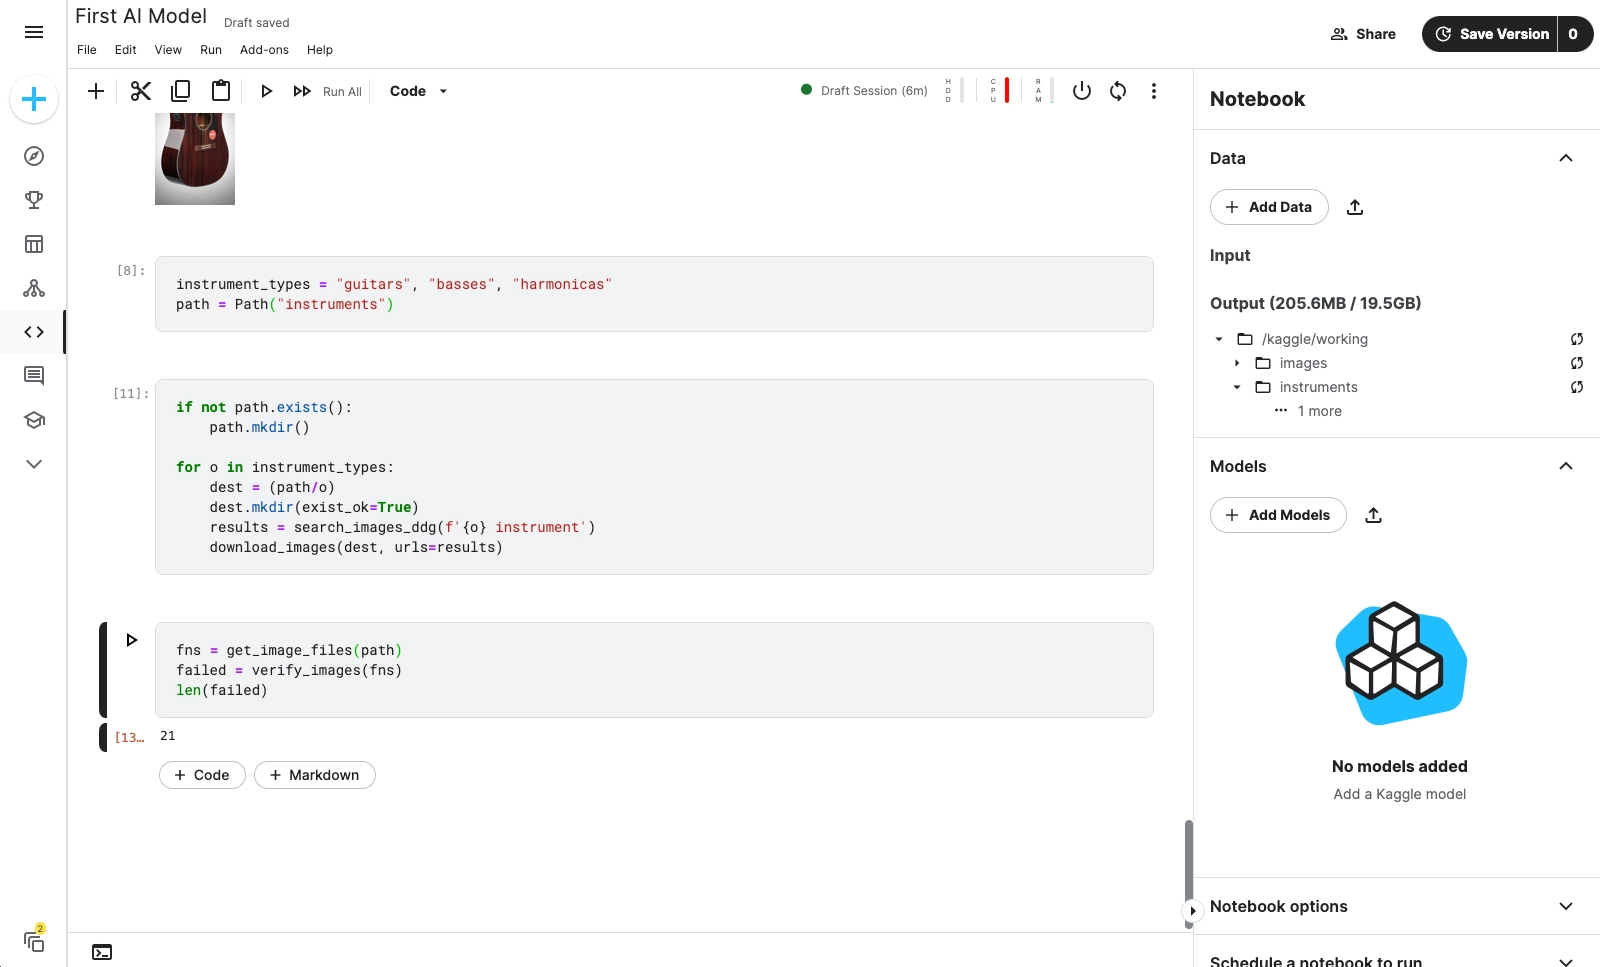 First AI Model
Draft saved
File Edit View Run Add-ons Help
Share
Save Version 0
Run All
Code
Draft Session (6m)
HDD
CPU
RAM
[8]:
instrument_types = "guitars", "basses", "harmonicas"
path = Path("instruments")
[11]:
if not path.exists():
    path.mkdir()
for o in instrument_types:
    dest = (path/o)
    dest.mkdir(exist_ok=True)
    results = search_images_ddg(f'{o} instrument')
    download_images(dest, urls=results)
fns = get_image_files(path)
failed = verify_images(fns)
len(failed)
[13…
21
+ Code
+ Markdown
2
Notebook
Data
+ Add Data
Input
Output (205.6MB / 19.5GB)
/kaggle/working
images
instruments
··· 1 more
Models
+ Add Models
No models added
Add a Kaggle model
Notebook options
Schedule a notebook to run